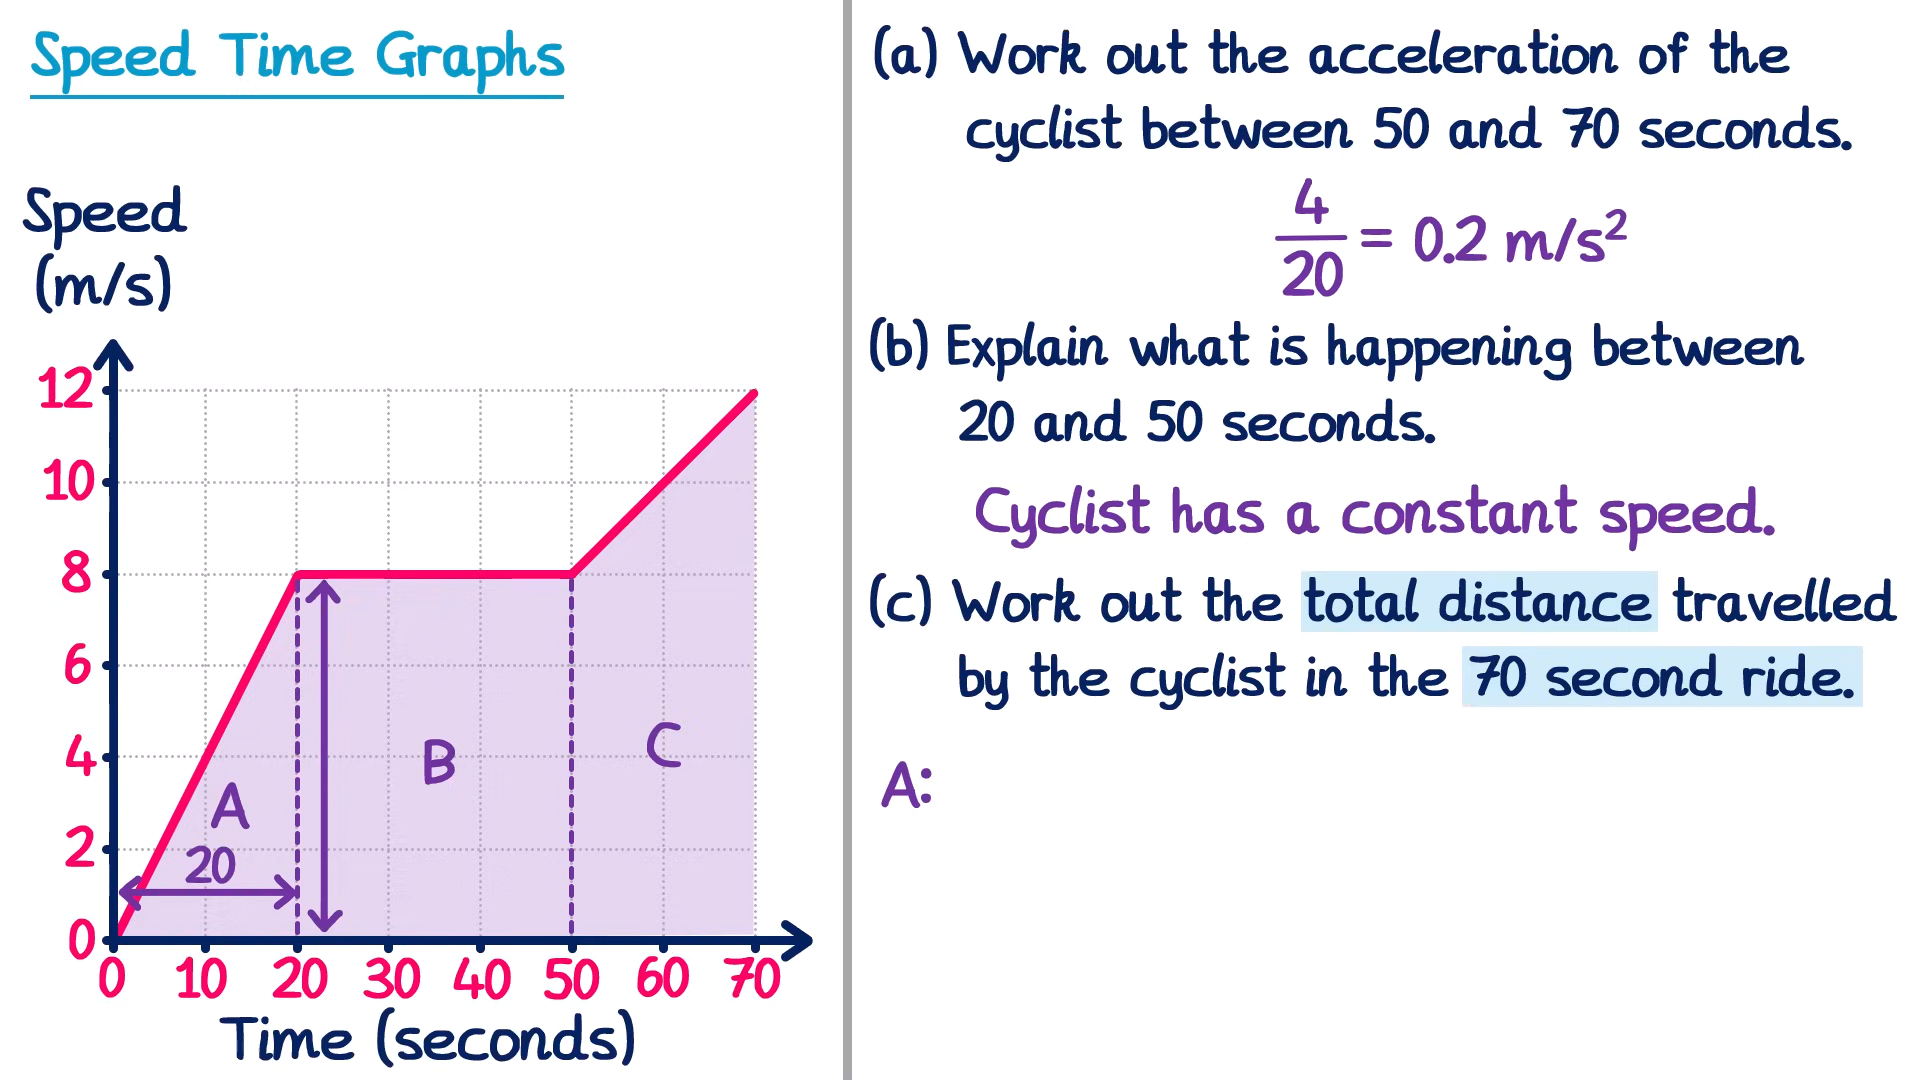 Speed Time Graphs
Speed
(m/s)
12
10
8
6
4
2
0
0 10 20 30 40 50 60 70
Time (seconds)
A
20
B
C
(a) Work out the acceleration of the
cyclist between 50 and 70 seconds.
4
20
= 0.2 m/s²
(b) Explain what is happening between
20 and 50 seconds.
Cyclist has a constant speed.
(c) Work out the total distance travelled
by the cyclist in the 70 second ride.
A: